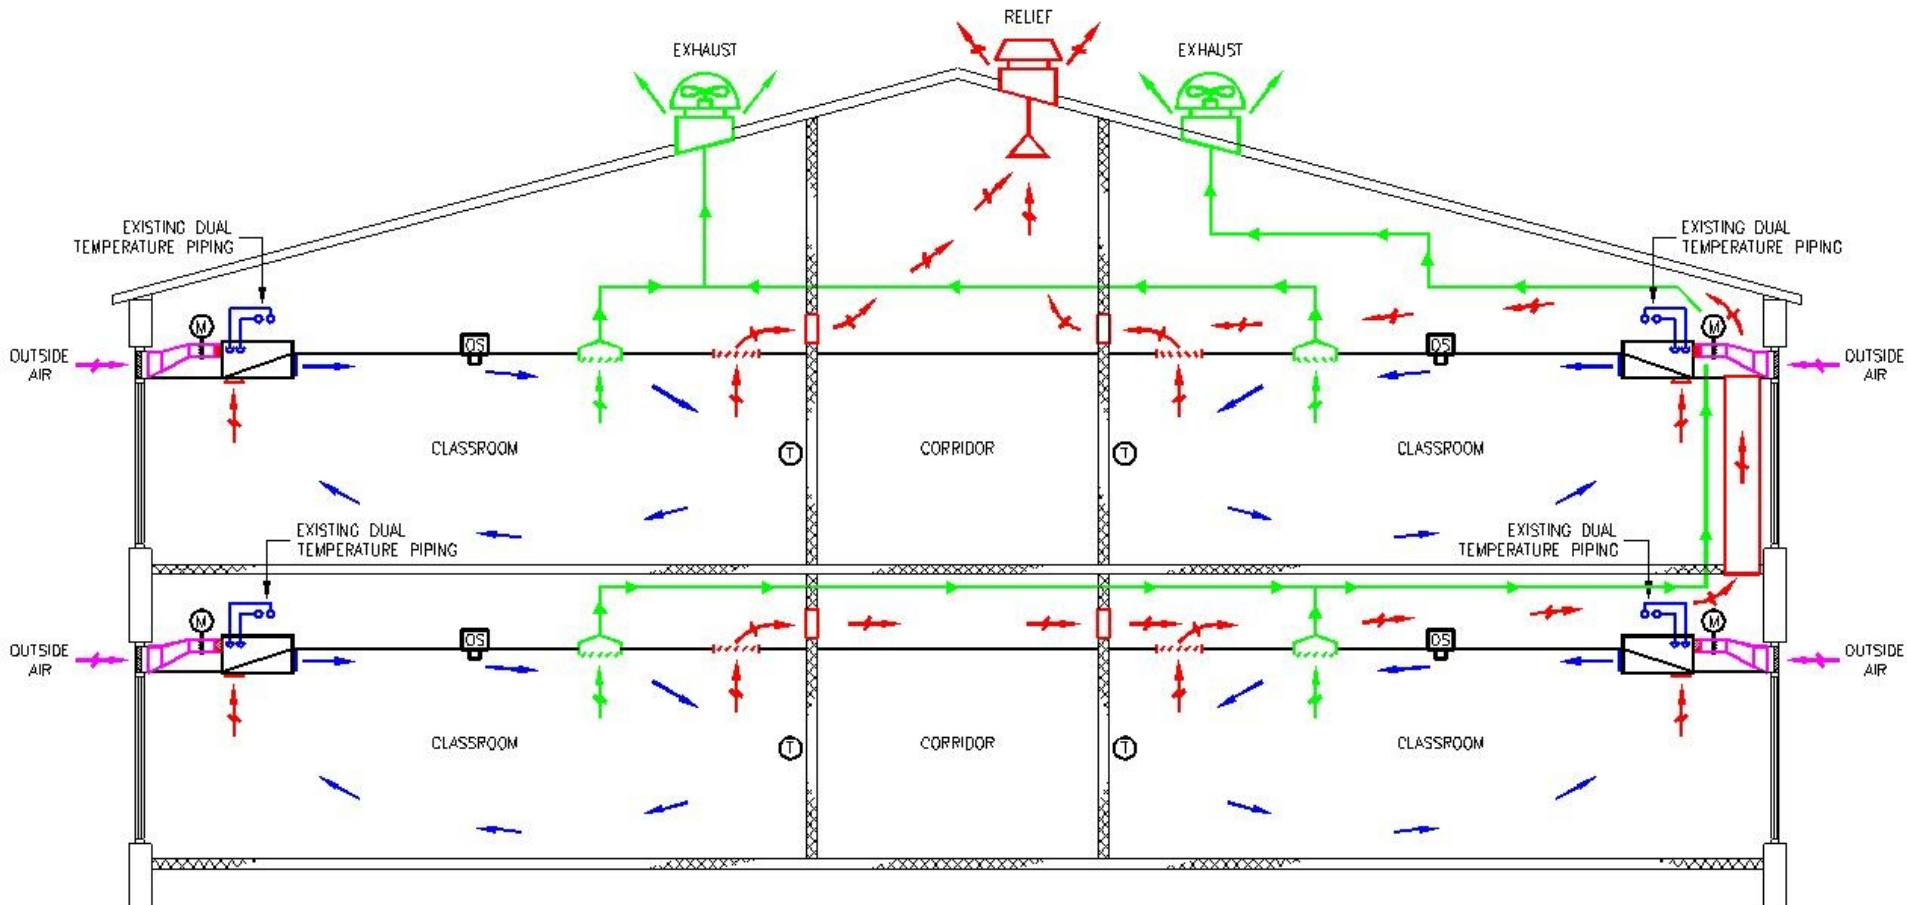 RELIEF
EXHAUST
EXHAUST
EXISTING DUAL
TEMPERATURE PIPING
EXISTING DUAL
TEMPERATURE PIPING
M
M
OS
OS
OUTSIDE
AIR
OUTSIDE
AIR
CLASSROOM
T
CORRIDOR
T
CLASSROOM
EXISTING DUAL
TEMPERATURE PIPING
EXISTING DUAL
TEMPERATURE PIPING
M
M
OS
OS
OUTSIDE
AIR
OUTSIDE
AIR
CLASSROOM
T
CORRIDOR
T
CLASSROOM